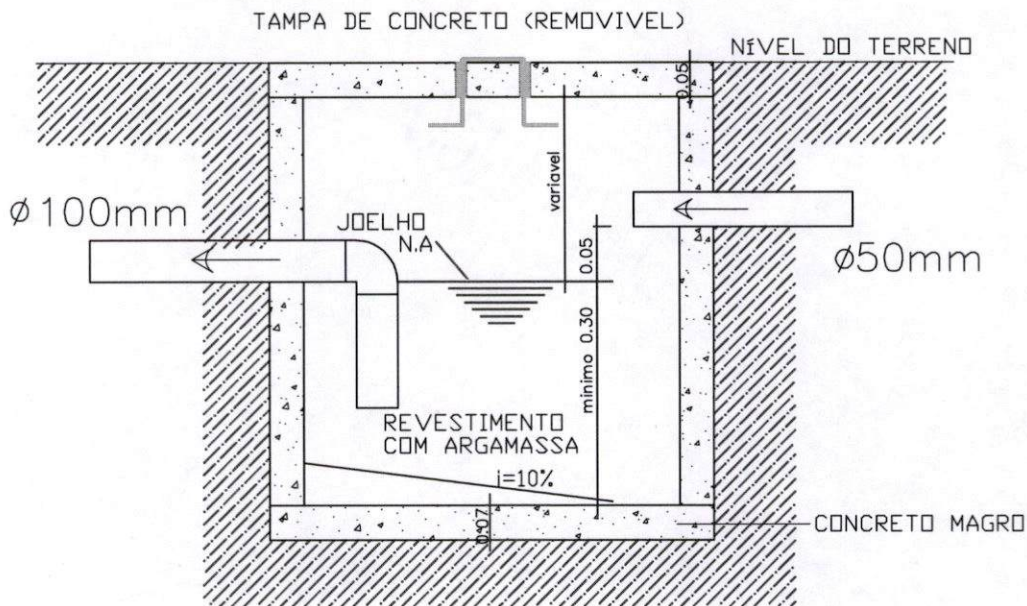 TAMPA DE CONCRETO (REMOVIVEL)
NÍVEL DO TERRENO
0.05
variavel
Ø100mm
JOELHO
N.A
0.05
Ø50mm
minimo 0.30
REVESTIMENTO
COM ARGAMASSA
i=10%
0.07
CONCRETO MAGRO